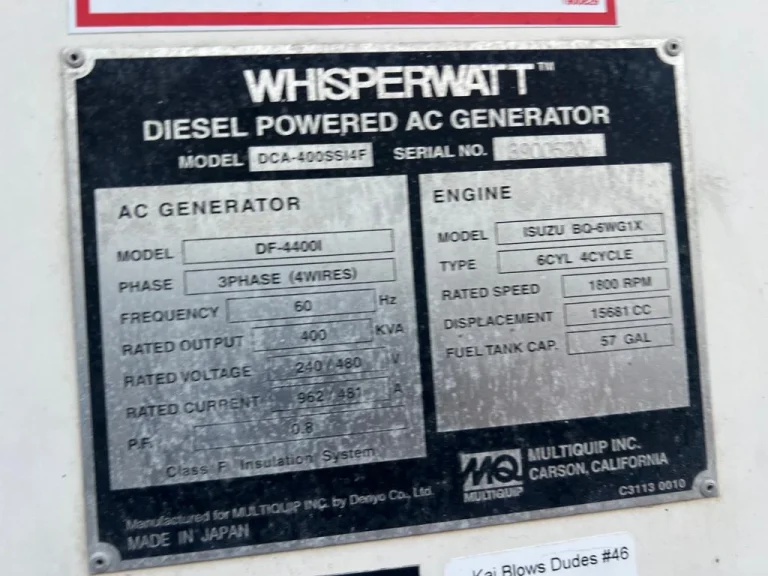 WHISPERWATT™
DIESEL POWERED AC GENERATOR
MODEL DCA-400SSI4F SERIAL NO.
AC GENERATOR
MODEL DF-4400I
PHASE 3PHASE (4WIRES)
FREQUENCY 60 Hz
RATED OUTPUT 400 KVA
RATED VOLTAGE 240/480 V
RATED CURRENT 962/481 A
P.F. 0.8
Class F Insulation System
ENGINE
MODEL ISUZU BQ-6WG1X
TYPE 6CYL 4CYCLE
RATED SPEED 1800 RPM
DISPLACEMENT 15681 CC
FUEL TANK CAP. 57 GAL
Manufactured for MULTIQUIP INC. by Denyo Co., Ltd.
MADE IN JAPAN
MQ
MULTIQUIP
MULTIQUIP INC.
CARSON, CALIFORNIA
C3113 0010
Kai Blows Dudes #46